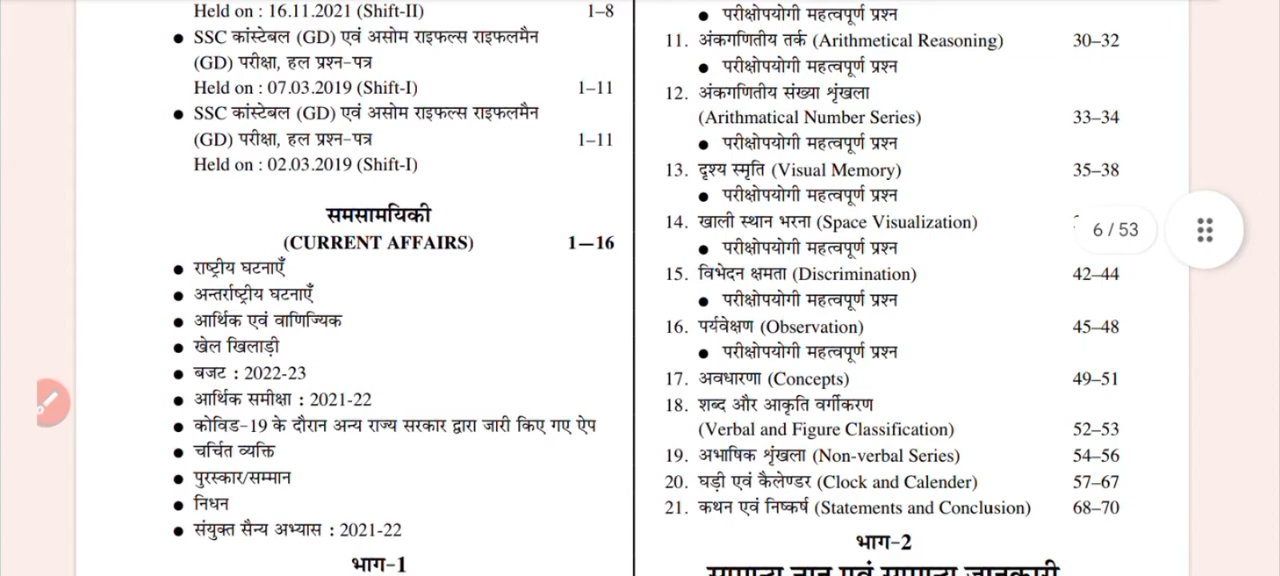 Held on : 16.11.2021 (Shift-II) 1–8
● SSC कांस्टेबल (GD) एवं असोम राइफल्स राइफलमैन
(GD) परीक्षा, हल प्रश्न-पत्र
Held on : 07.03.2019 (Shift-I) 1–11
● SSC कांस्टेबल (GD) एवं असोम राइफल्स राइफलमैन
(GD) परीक्षा, हल प्रश्न-पत्र 1–11
Held on : 02.03.2019 (Shift-I)
समसामयिकी
(CURRENT AFFAIRS) 1—16
● राष्ट्रीय घटनाएँ
● अन्तर्राष्ट्रीय घटनाएँ
● आर्थिक एवं वाणिज्यिक
● खेल खिलाड़ी
● बजट : 2022-23
● आर्थिक समीक्षा : 2021-22
● कोविड-19 के दौरान अन्य राज्य सरकार द्वारा जारी किए गए ऐप
● चर्चित व्यक्ति
● पुरस्कार/सम्मान
● निधन
● संयुक्त सैन्य अभ्यास : 2021-22
भाग-1
● परीक्षोपयोगी महत्वपूर्ण प्रश्न
11. अंकगणितीय तर्क (Arithmetical Reasoning) 30–32
● परीक्षोपयोगी महत्वपूर्ण प्रश्न
12. अंकगणितीय संख्या शृंखला
(Arithmatical Number Series) 33–34
● परीक्षोपयोगी महत्वपूर्ण प्रश्न
13. दृश्य स्मृति (Visual Memory) 35–38
● परीक्षोपयोगी महत्वपूर्ण प्रश्न
14. खाली स्थान भरना (Space Visualization)
● परीक्षोपयोगी महत्वपूर्ण प्रश्न
15. विभेदन क्षमता (Discrimination) 42–44
● परीक्षोपयोगी महत्वपूर्ण प्रश्न
16. पर्यवेक्षण (Observation) 45–48
● परीक्षोपयोगी महत्वपूर्ण प्रश्न
17. अवधारणा (Concepts) 49–51
18. शब्द और आकृति वर्गीकरण
(Verbal and Figure Classification) 52–53
19. अभाषिक शृंखला (Non-verbal Series) 54–56
20. घड़ी एवं कैलेण्डर (Clock and Calender) 57–67
21. कथन एवं निष्कर्ष (Statements and Conclusion) 68–70
भाग-2
सामान्य ज्ञान एवं सामान्य जानकारी
6 / 53